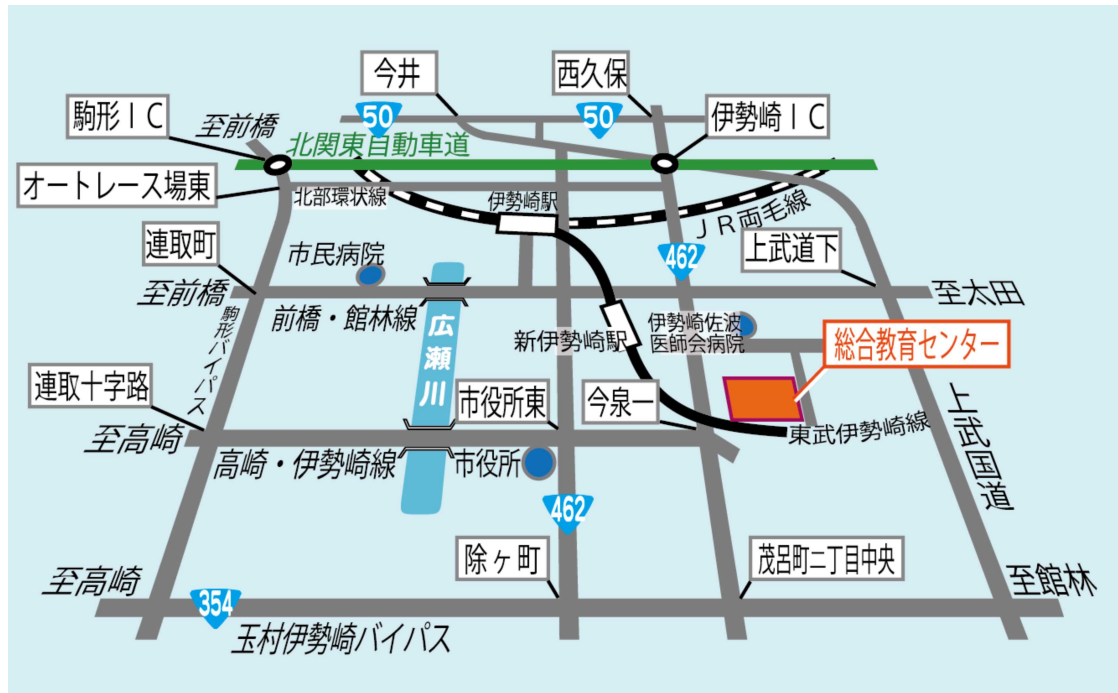 今井
西久保
駒形ＩＣ
至前橋
50
50
伊勢崎ＩＣ
北関東自動車道
オートレース場東
北部環状線
伊勢崎駅
ＪＲ両毛線
連取町
市民病院
462
上武道下
至前橋
至太田
前橋・館林線
駒形バイパス
広瀬川
新伊勢崎駅
伊勢崎佐波
医師会病院
総合教育センター
連取十字路
市役所東
今泉一
至高崎
東武伊勢崎線
上武国道
高崎・伊勢崎線
市役所
462
除ヶ町
茂呂町二丁目中央
至高崎
354
至館林
玉村伊勢崎バイパス